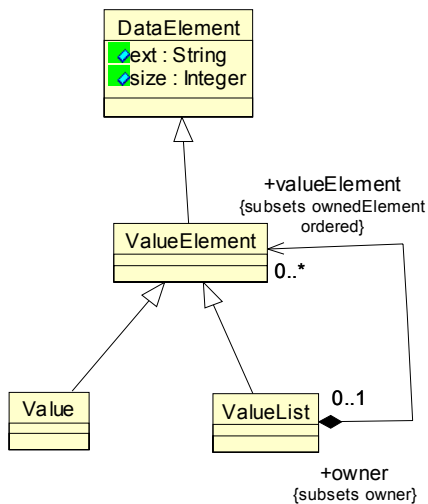 DataElement
ext : String
size : Integer
+valueElement
{subsets ownedElement
ordered}
ValueElement
0..*
Value
ValueList
0..1
+owner
{subsets owner}